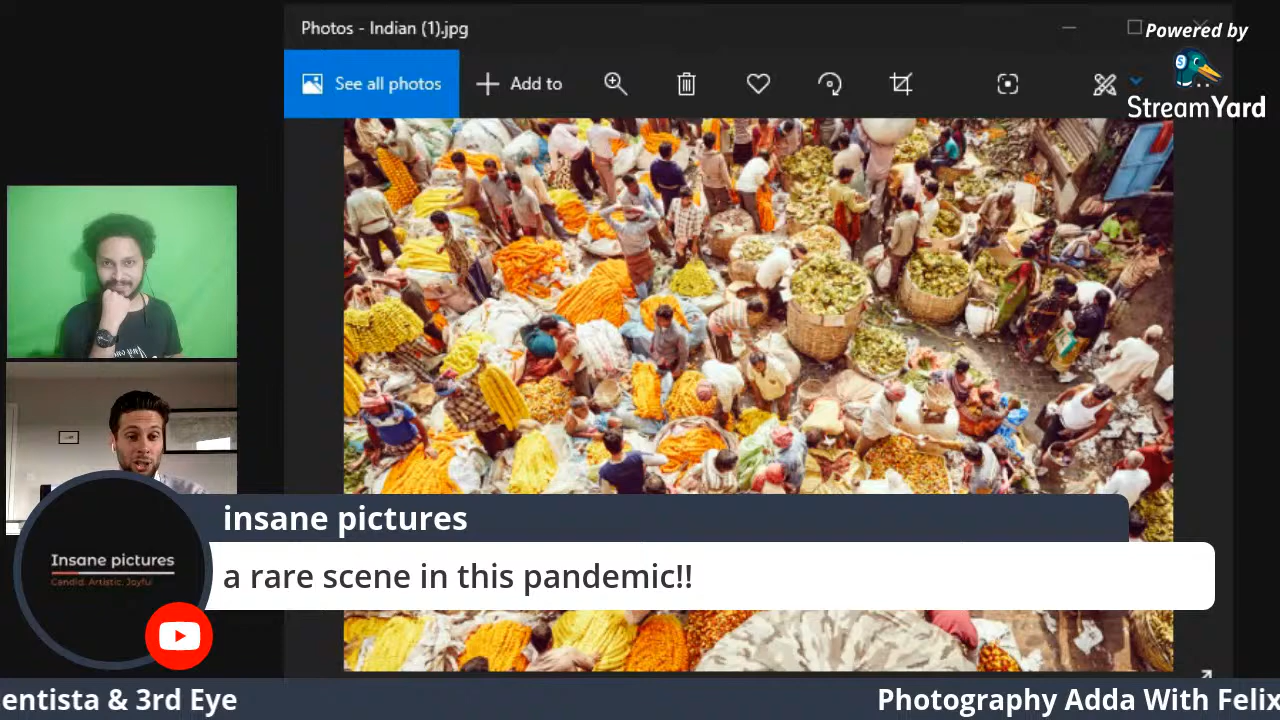 Photos - Indian (1).jpg
Powered by
See all photos
Add to
StreamYard
insane pictures
Insane pictures
Candid. Artistic. Joyful
a rare scene in this pandemic!!
entista & 3rd Eye
Photography Adda With Felix